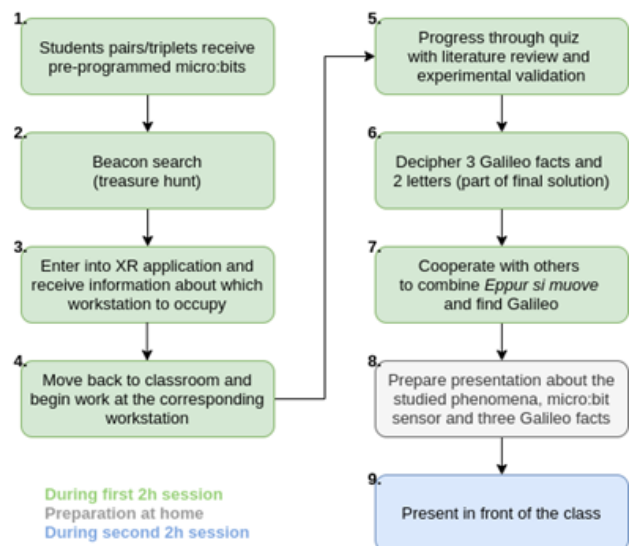 1.
Students pairs/triplets receive
pre-programmed micro:bits
2.
Beacon search
(treasure hunt)
3.
Enter into XR application and
receive information about which
workstation to occupy
4.
Move back to classroom and
begin work at the corresponding
workstation
5.
Progress through quiz
with literature review and
experimental validation
6.
Decipher 3 Galileo facts and
2 letters (part of final solution)
7.
Cooperate with others
to combine Eppur si muove
and find Galileo
8.
Prepare presentation about the
studied phenomena, micro:bit
sensor and three Galileo facts
9.
Present in front of the class
During first 2h session
Preparation at home
During second 2h session